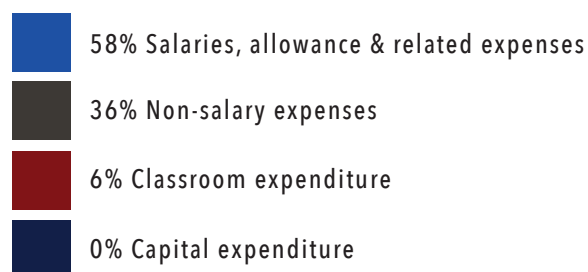 58% Salaries, allowance & related expenses
36% Non-salary expenses
6% Classroom expenditure
0% Capital expenditure